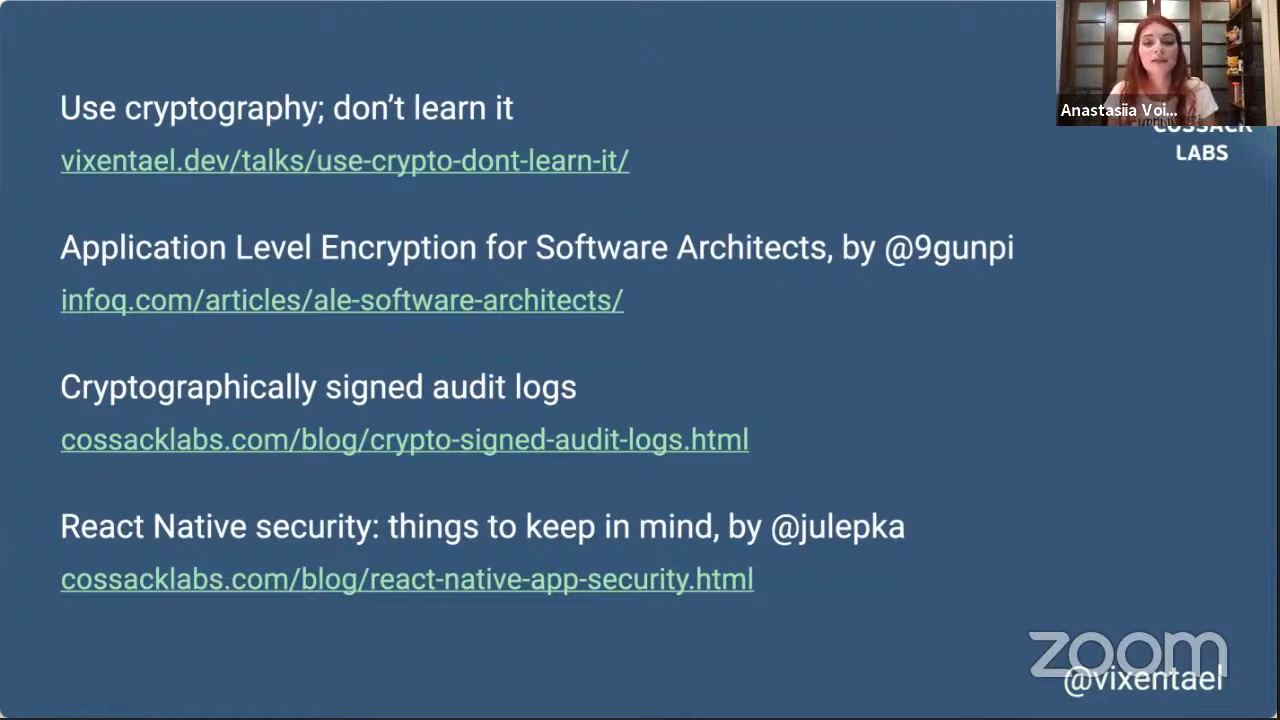 Use cryptography; don’t learn it
vixentael.dev/talks/use-crypto-dont-learn-it/
Application Level Encryption for Software Architects, by @9gunpi
infoq.com/articles/ale-software-architects/
Cryptographically signed audit logs
cossacklabs.com/blog/crypto-signed-audit-logs.html
React Native security: things to keep in mind, by @julepka
cossacklabs.com/blog/react-native-app-security.html
Anastasiia Voi...
COSSACK
LABS
zoom
@vixentael